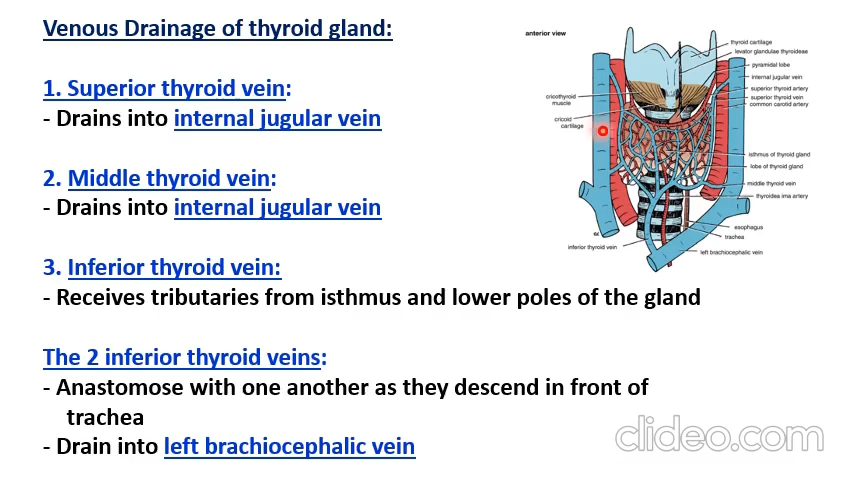 Venous Drainage of thyroid gland:
1. Superior thyroid vein:
- Drains into internal jugular vein
2. Middle thyroid vein:
- Drains into internal jugular vein
3. Inferior thyroid vein:
- Receives tributaries from isthmus and lower poles of the gland
The 2 inferior thyroid veins:
- Anastomose with one another as they descend in front of
trachea
- Drain into left brachiocephalic vein
anterior view
thyroid cartilage
levator glandulae thyroideae
pyramidal lobe
internal jugular vein
superior thyroid artery
superior thyroid vein
common carotid artery
cricothyroid
muscle
cricoid
cartilage
isthmus of thyroid gland
lobe of thyroid gland
middle thyroid vein
thyroidea ima artery
esophagus
trachea
inferior thyroid vein
left brachiocephalic vein
clideo.com